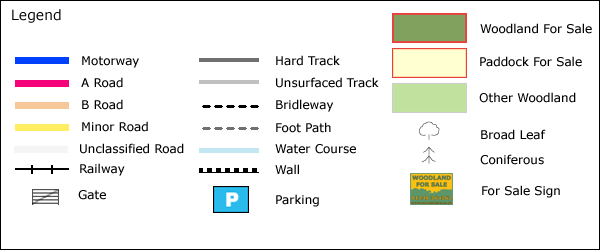 Legend
Motorway
A Road
B Road
Minor Road
Unclassified Road
Railway
Gate
Hard Track
Unsurfaced Track
Bridleway
Foot Path
Water Course
Wall
P
Parking
Woodland For Sale
Paddock For Sale
Other Woodland
Broad Leaf
Coniferous
WOODLAND
FOR SALE
For Sale Sign